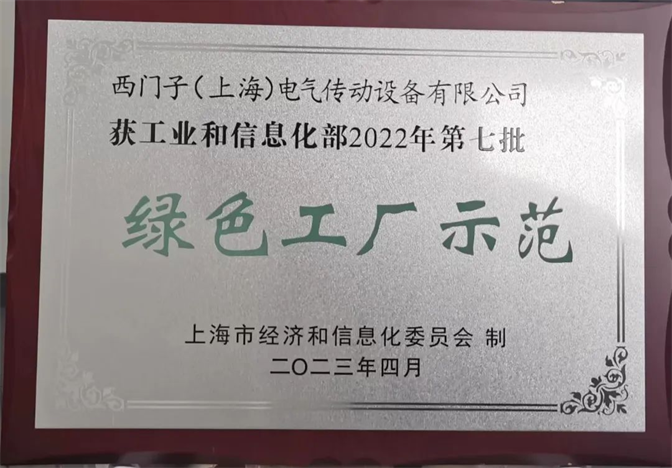 西门子(上海)电气传动设备有限公司
获工业和信息化部2022年第七批
绿色工厂示范
上海市经济和信息化委员会 制
二〇二三年四月